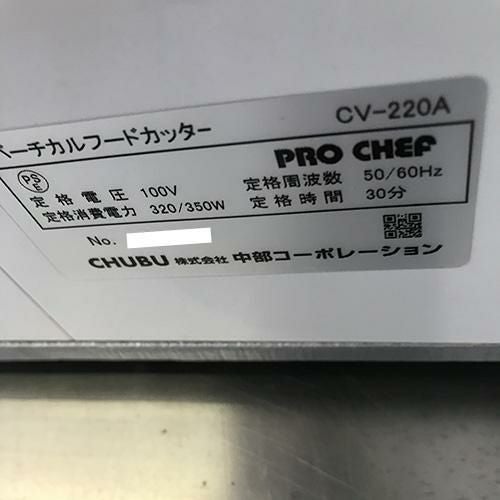 バーチカルフードカッター CV-220A
PRO CHEF
PS E
定格電圧 100V 定格周波数 50/60Hz
定格消費電力 320/350W 定格時間 30分
No.
CHUBU 株式会社 中部コーポレーション